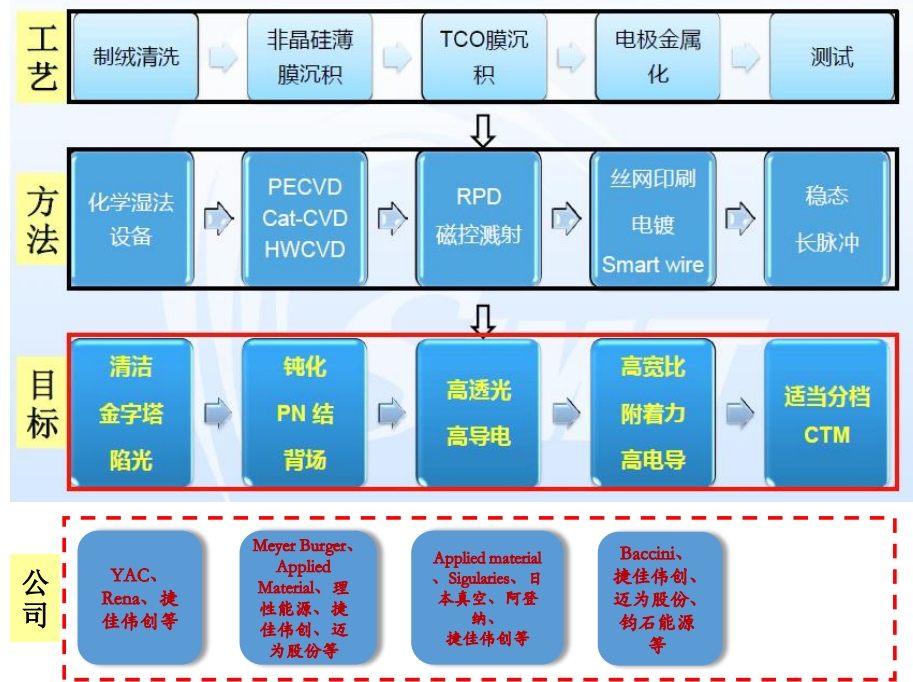 工艺
制绒清洗
非晶硅薄
膜沉积
TCO膜沉
积
电极金属
化
测试
方法
化学湿法
设备
PECVD
Cat-CVD
HWCVD
RPD
磁控溅射
丝网印刷
电镀
Smart wire
稳态
长脉冲
目标
清洁
金字塔
陷光
钝化
PN 结
背场
高透光
高导电
高宽比
附着力
高电导
适当分档
CTM
公司
YAC、
Rena、捷
佳伟创等
Meyer Burger、
Applied
Material、理
性能源、捷
佳伟创、迈
为股份等
Applied material
、Sigularies、日
本真空、阿登
纳、
捷佳伟创等
Baccini、
捷佳伟创、
迈为股份、
钧石能源
等